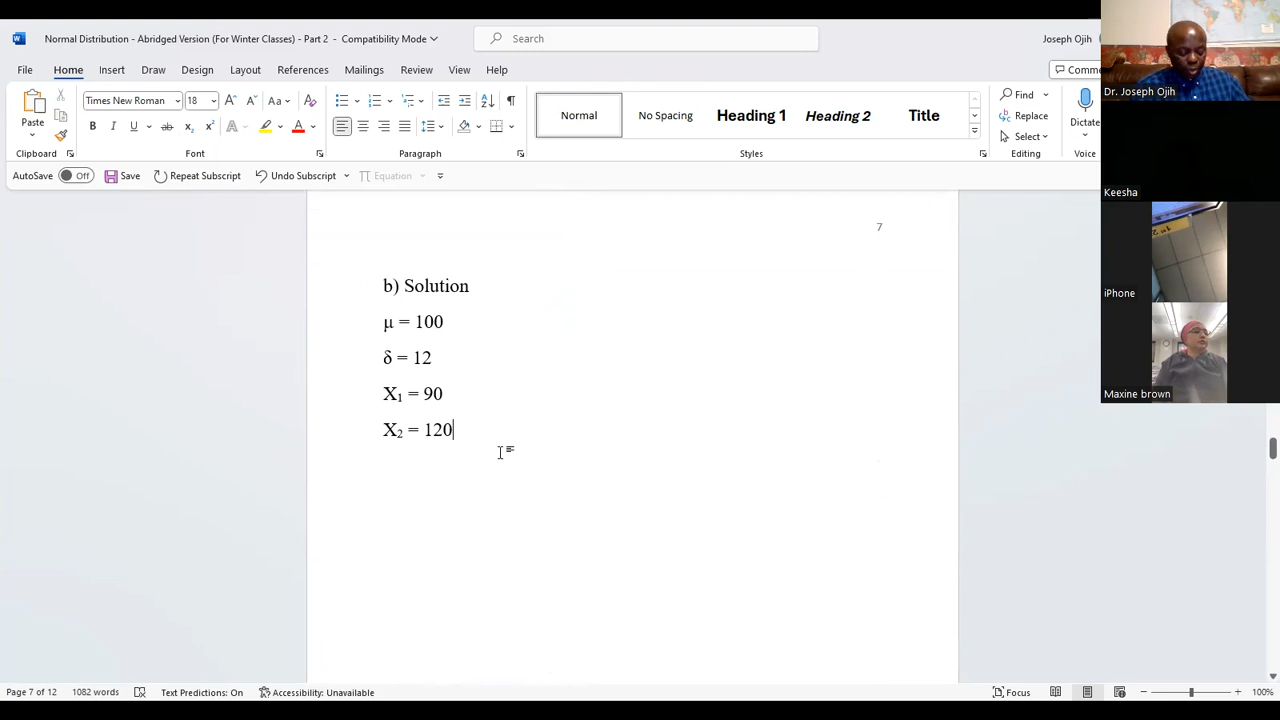 Normal Distribution - Abridged Version (For Winter Classes) - Part 2 - Compatibility Mode
Search
Joseph Ojih
File Home Insert Draw Design Layout References Mailings Review View Help
Comme
Paste
Times New Roman 18
Normal
No Spacing
Heading 1
Heading 2
Title
Find
Replace
Select
Dictate
Clipboard Font Paragraph Styles Editing Voice
AutoSave Off Save Repeat Subscript Undo Subscript Equation
7
b) Solution
µ = 100
δ = 12
X₁ = 90
X₂ = 120
Page 7 of 12 1082 words Text Predictions: On Accessibility: Unavailable Focus 100%
Dr. Joseph Ojih
Keesha
iPhone
Maxine brown